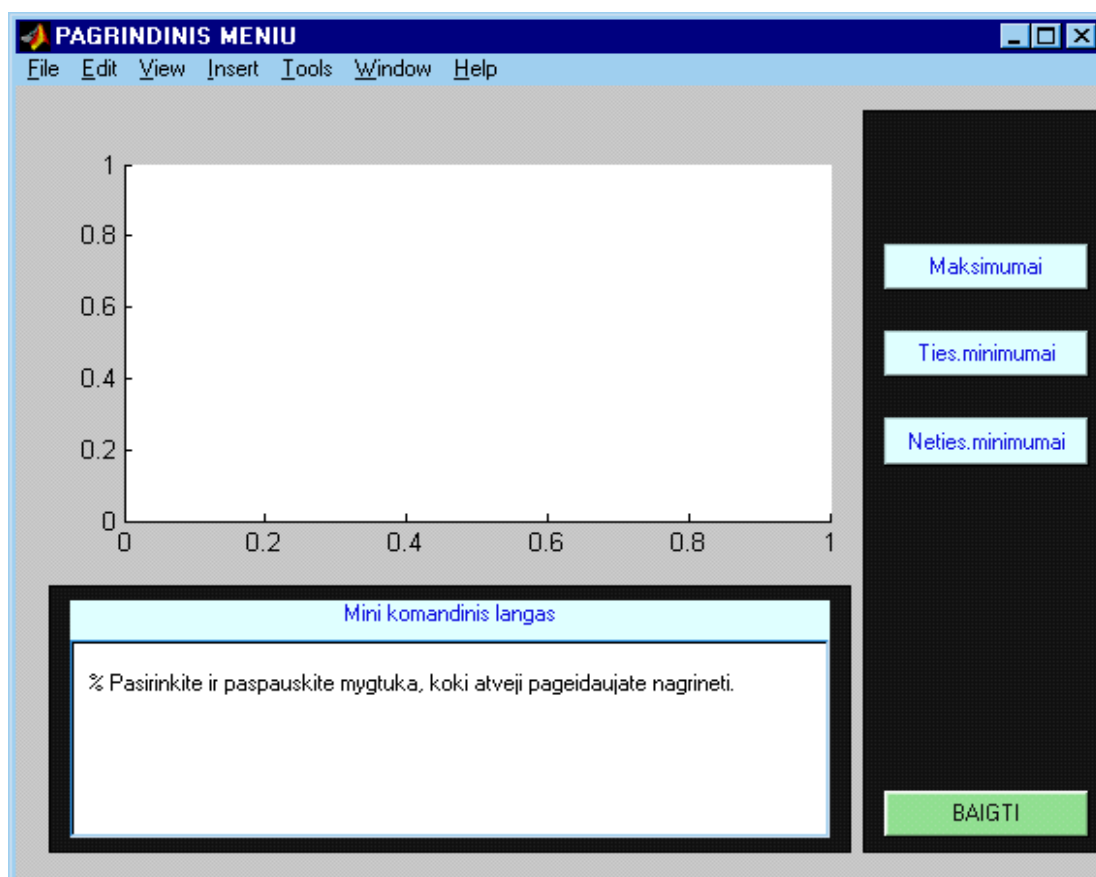 PAGRINDINIS MENIU
File Edit View Insert Tools Window Help
1
0.8
0.6
0.4
0.2
0
0 0.2 0.4 0.6 0.8 1
Maksimumai
Ties.minimumai
Neties.minimumai
Mini komandinis langas
% Pasirinkite ir paspauskite mygtuka, koki atveji pageidaujate nagrineti.
BAIGTI